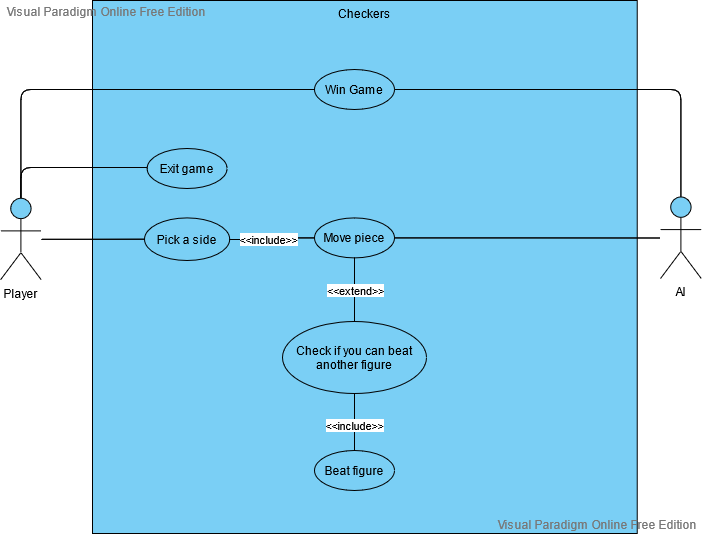 Visual Paradigm Online Free Edition
Checkers
Win Game
Exit game
Pick a side
<<include>>
Move piece
Player
AI
<<extend>>
Check if you can beat
another figure
<<include>>
Beat figure
Visual Paradigm Online Free Edition